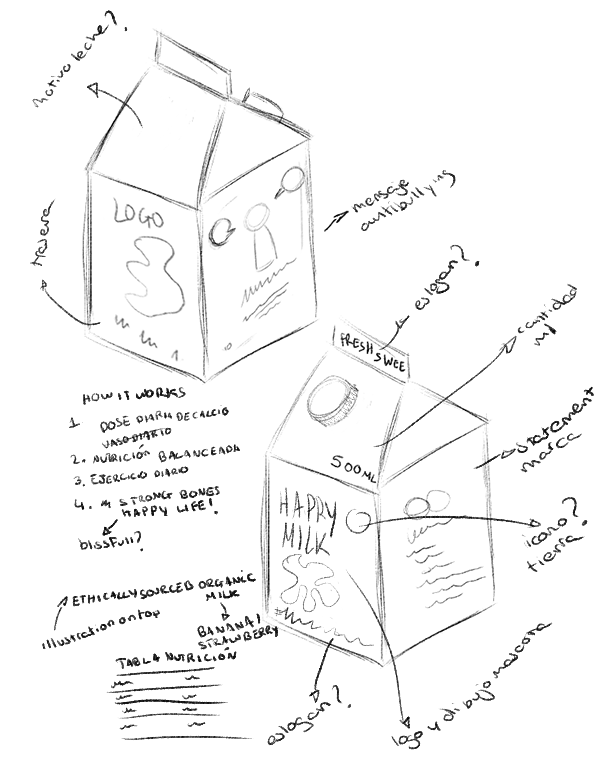 motivo leche?
LOGO
trasera
mensaje
antibullying
eslogan?
FRESH SWEE
cantidad
ml
500ML
statement
marca
HAPPY
MILK
icono?
tierra.
HOW IT WORKS
1 DOSE DIARIA DE CALCIO
VASO DIARIO
2. NUTRICIÓN BALANCEADA
3. EJERCICIO DIARIO
4. STRONG BONES
HAPPY LIFE!
blissfull?
ETHICALLY SOURCED ORGANIC
MILK
illustration on top
BANANA/
STRAWBERRY
TABLA NUTRICIÓN
eslogan?
logo y dibujo mascota